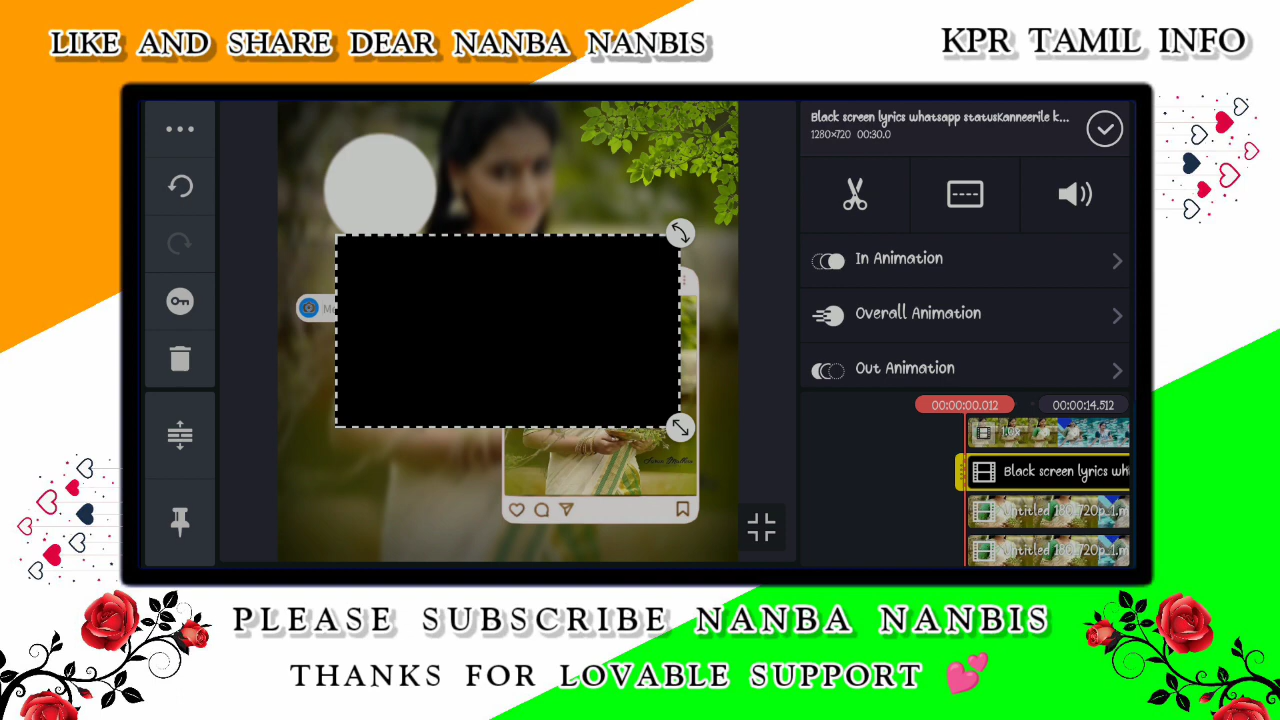 LIKE AND SHARE DEAR NANBA NANBIS
KPR TAMIL INFO
Black screen lyrics whatsapp statusKanneerile k...
1280×720 00:30.0
In Animation
Overall Animation
Out Animation
00:00:00.012
00:00:14.512
1.0x
Black screen lyrics wh
Untitled
720p_1.m
Untitled
720p_1.m
PLEASE SUBSCRIBE NANBA NANBIS
THANKS FOR LOVABLE SUPPORT 💕